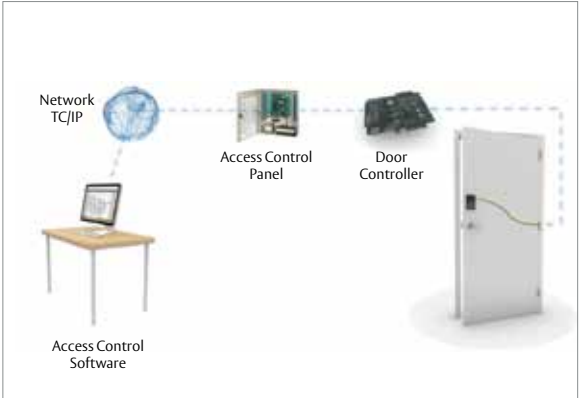 Network
TC/IP
Access Control
Panel
Door
Controller
Access Control
Software